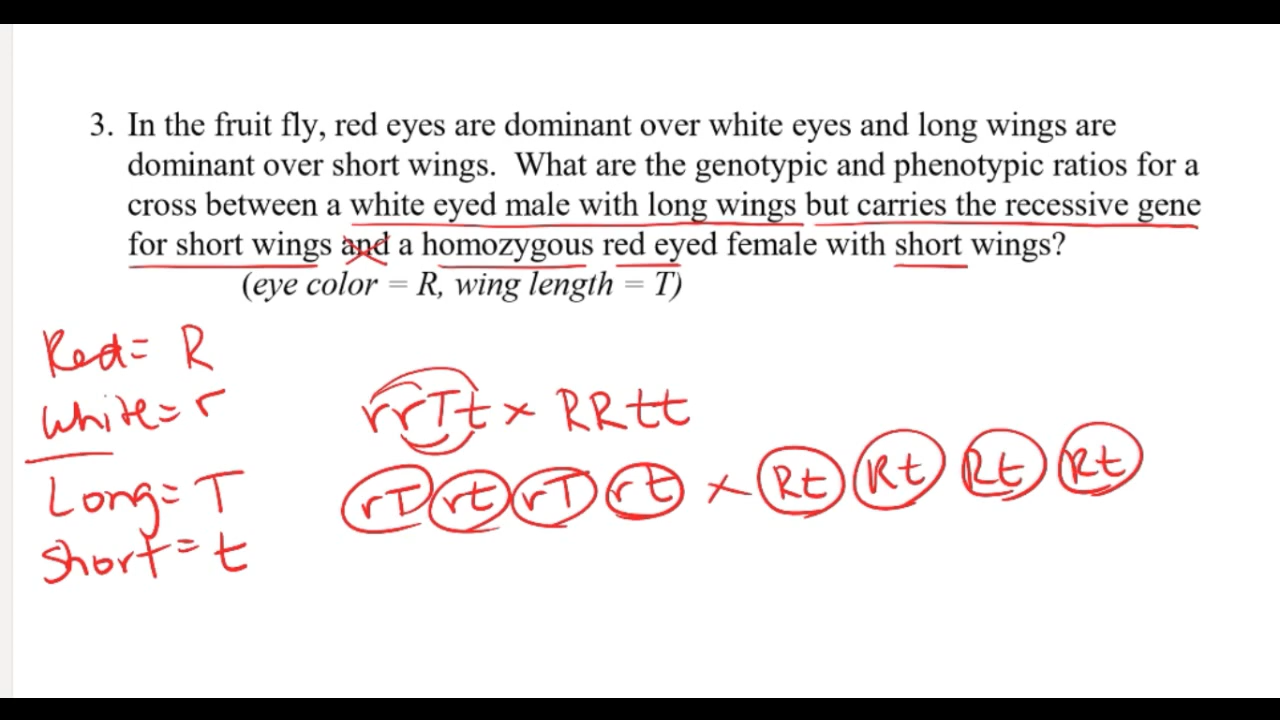 3. In the fruit fly, red eyes are dominant over white eyes and long wings are
dominant over short wings. What are the genotypic and phenotypic ratios for a
cross between a white eyed male with long wings but carries the recessive gene
for short wings and a homozygous red eyed female with short wings?
(eye color = R, wing length = T)
Red= R
White= r
Long= T
Short= t
rrTt × RRtt
rT rt rT rt × Rt Rt Rt Rt